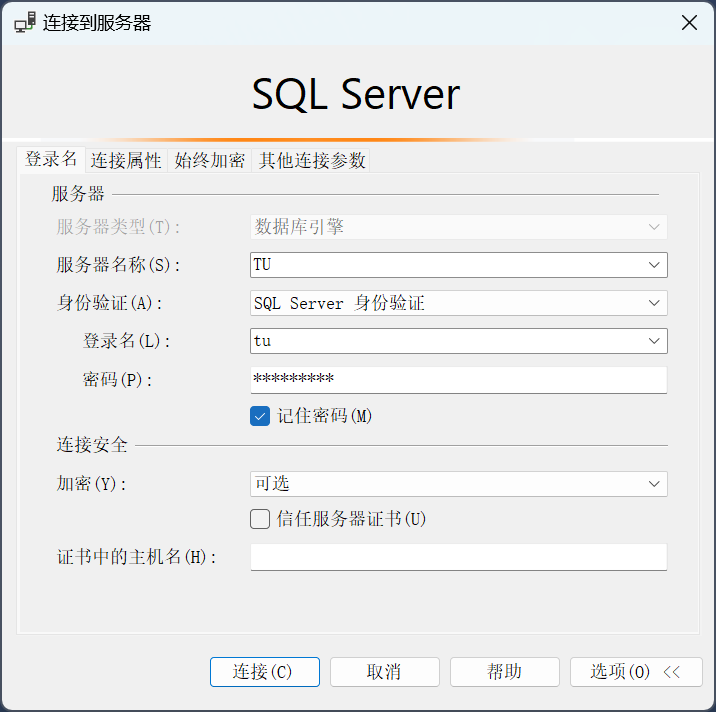 连接到服务器
SQL Server
登录名 连接属性 始终加密 其他连接参数
服务器
服务器类型(T): 数据库引擎
服务器名称(S): TU
身份验证(A): SQL Server 身份验证
登录名(L): tu
密码(P): *********
记住密码(M)
连接安全
加密(Y): 可选
信任服务器证书(U)
证书中的主机名(H):
连接(C) 取消 帮助 选项(O) <<